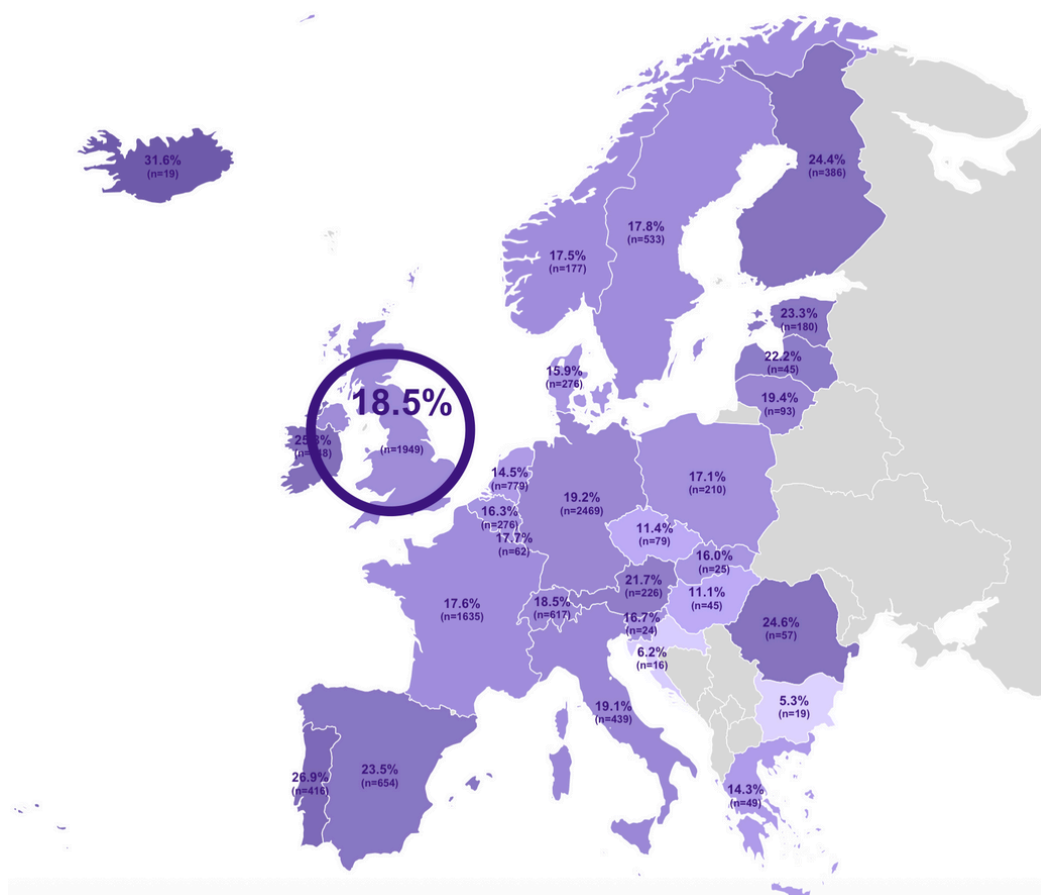 31.6%
(n=19)
24.4%
(n=386)
17.8%
(n=533)
17.5%
(n=177)
23.3%
(n=180)
22.2%
(n=45)
15.9%
(n=276)
19.4%
(n=93)
18.5%
(n=1949)
14.5%
(n=779)
19.2%
(n=2469)
17.1%
(n=210)
16.3%
(n=276)
17.7%
(n=62)
11.4%
(n=79)
16.0%
(n=25)
21.7%
(n=226)
11.1%
(n=45)
17.6%
(n=1635)
18.5%
(n=617)
16.7%
(n=24)
24.6%
(n=57)
6.2%
(n=16)
5.3%
(n=19)
19.1%
(n=439)
26.9%
(n=416)
23.5%
(n=654)
14.3%
(n=49)